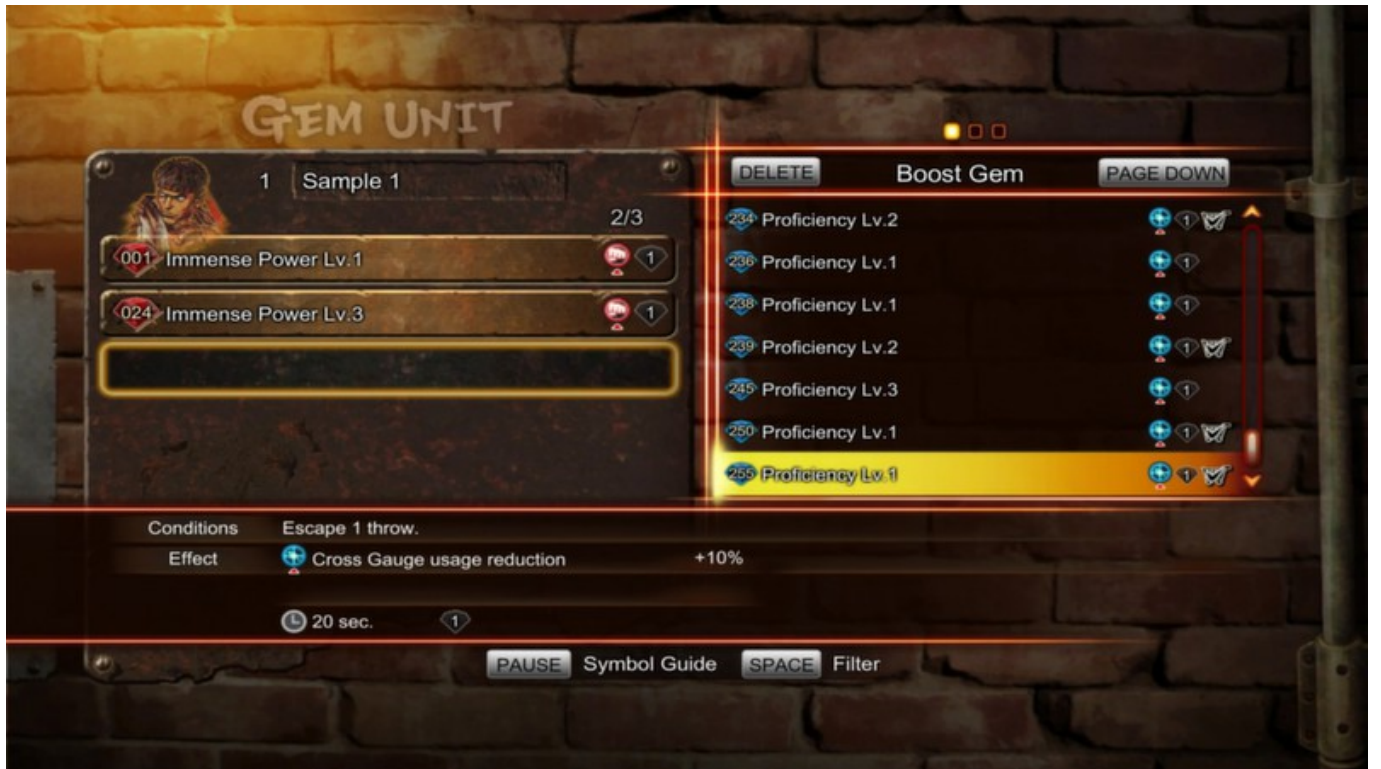 GEM UNIT
1 Sample 1
2/3
001 Immense Power Lv.1 1
024 Immense Power Lv.3 1
DELETE Boost Gem PAGE DOWN
234 Proficiency Lv.2 1
236 Proficiency Lv.1 1
238 Proficiency Lv.1 1
239 Proficiency Lv.2 1
245 Proficiency Lv.3 1
250 Proficiency Lv.1 1
255 Proficiency Lv.1 1
Conditions Escape 1 throw.
Effect Cross Gauge usage reduction +10%
20 sec. 1
PAUSE Symbol Guide SPACE Filter